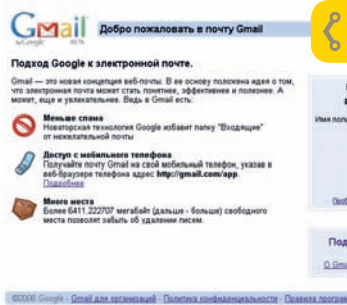 Gmail
by Google
BETA
Добро пожаловать в почту Gmail
Подход Google к электронной почте.
Gmail — это новая концепция веб-почты. В ее основу положена идея о том,
что электронная почта может стать понятнее, эффективнее и полезнее. А
может, еще и увлекательнее. Ведь в Gmail есть:
Меньше спама
Новаторская технология Google избавит папку "Входящие"
от нежелательной почты
Доступ с мобильного телефона
Получайте почту Gmail на свой мобильный телефон, указав в
веб-браузере телефона адрес http://gmail.com/app.
Подробнее
Много места
Более 6411.222707 мегабайт (дальше - больше) свободного
места позволят забыть об удалении писем.
Имя поль
Под
О Gma
©2008 Google - Gmail для организаций - Политика конфиденциальности - Правила програм